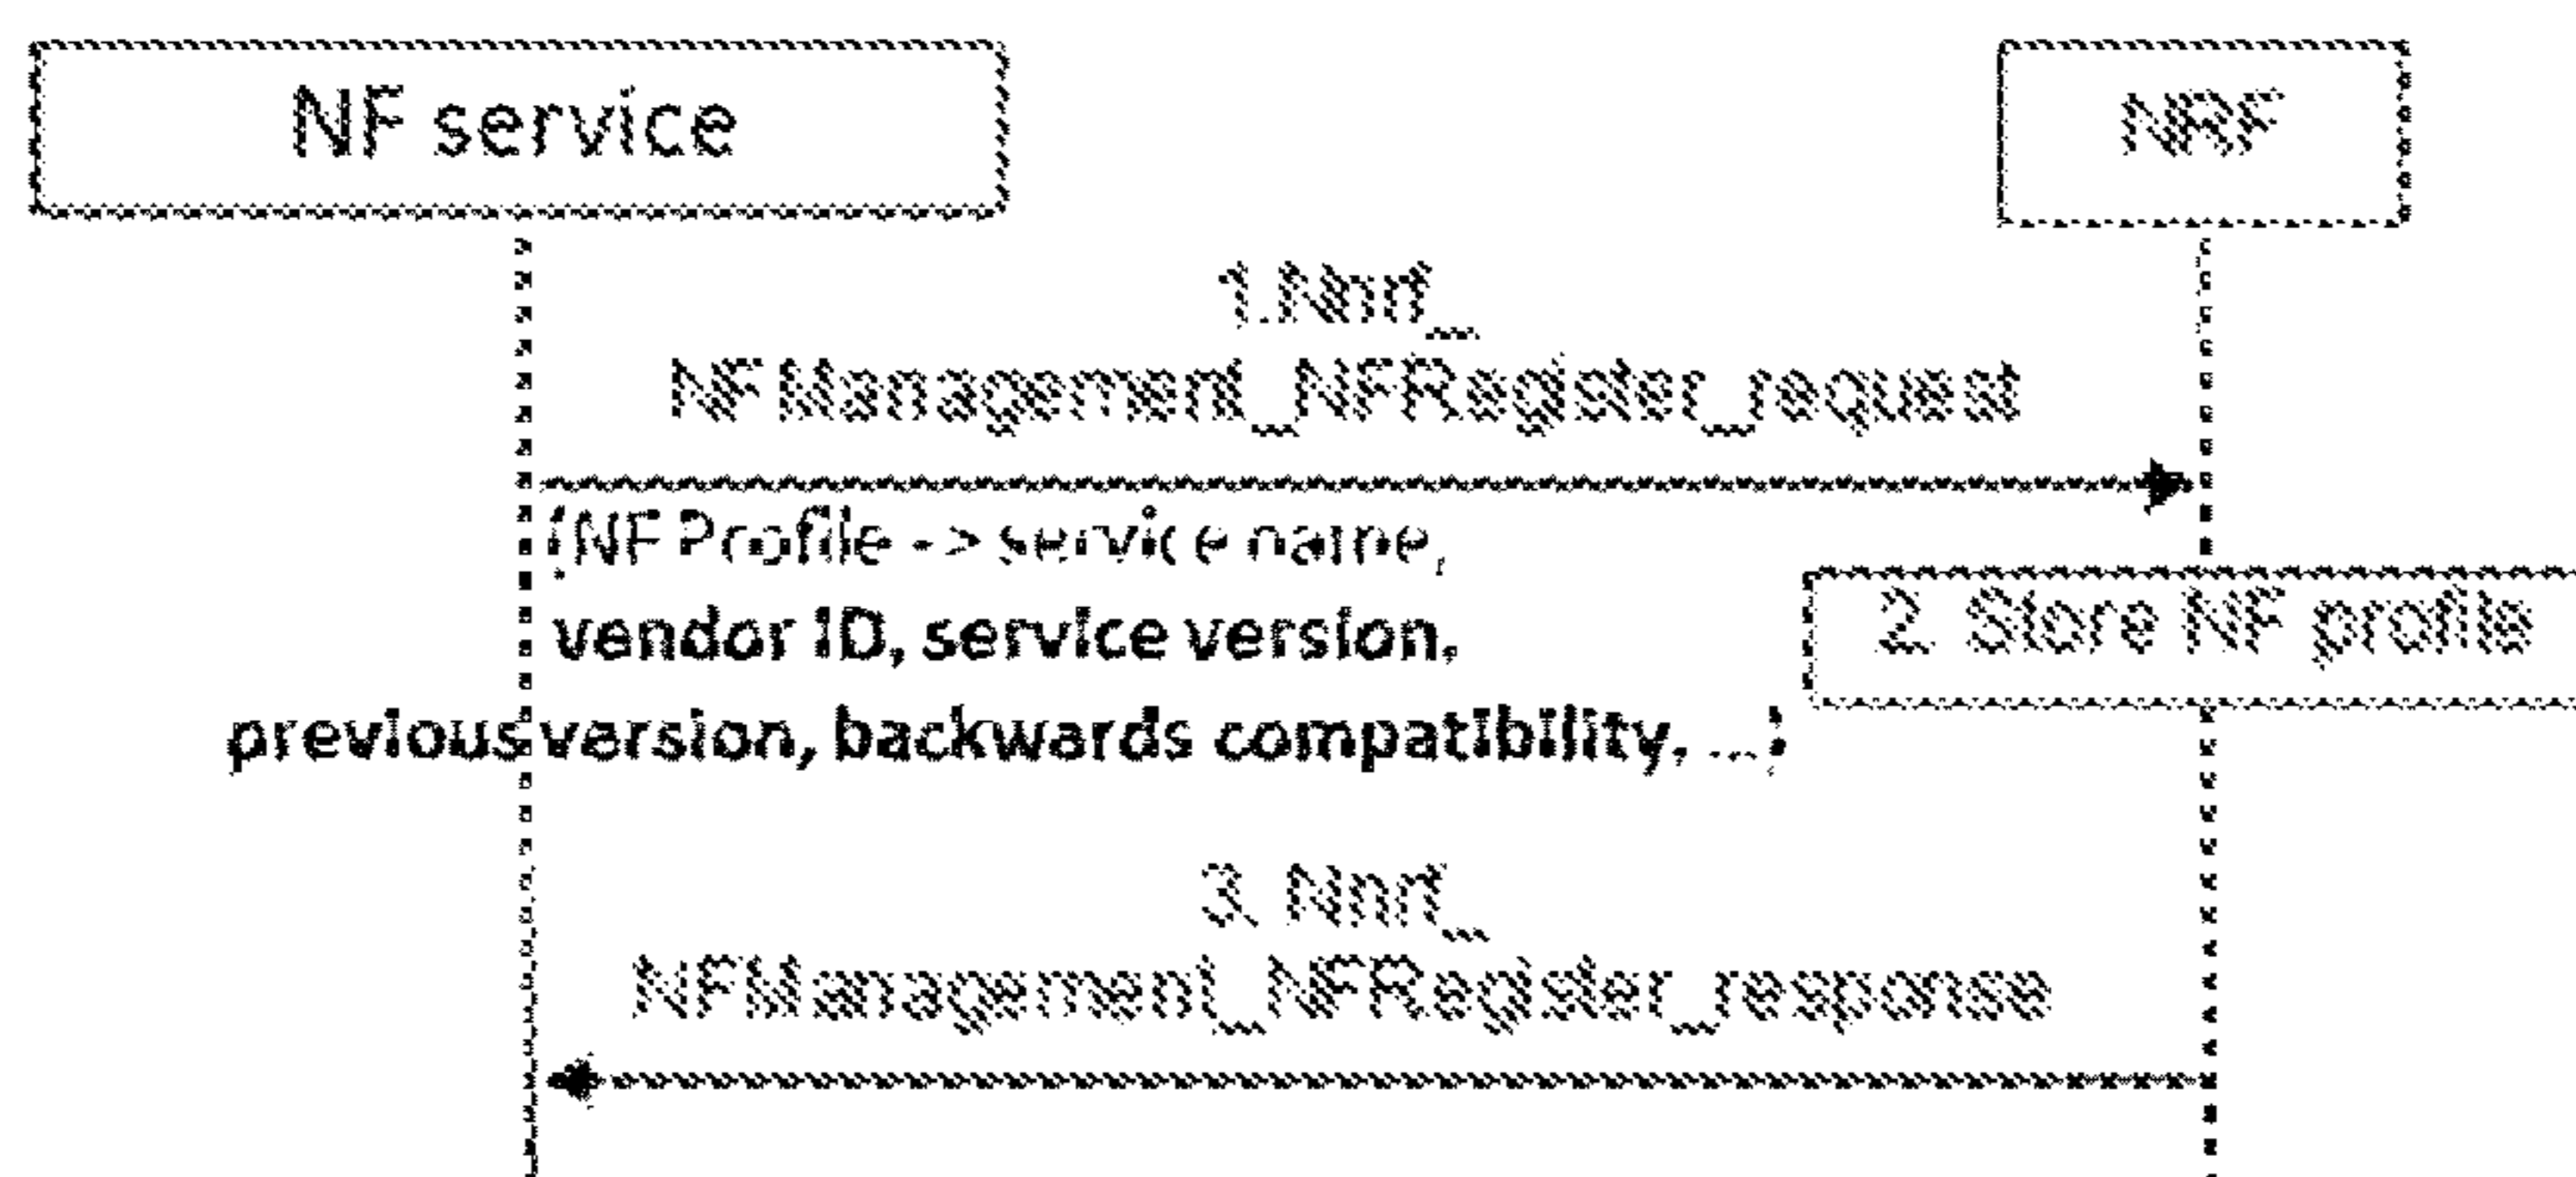 NF service
NRF
1.Nnrf_
NFManagement_NFRegister_request
(NF Profile -> service name,
vendor ID, service version,
previous version, backwards compatibility, ...)
2. Store NF profile
3. Nnrf_
NFManagement_NFRegister_response